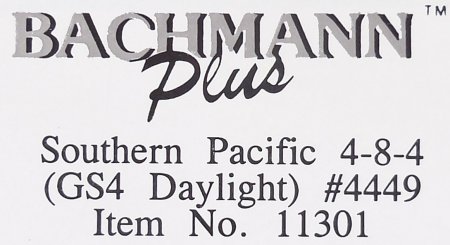 BACHMANN™
Plus
Southern Pacific 4-8-4
(GS4 Daylight) #4449
Item No. 11301